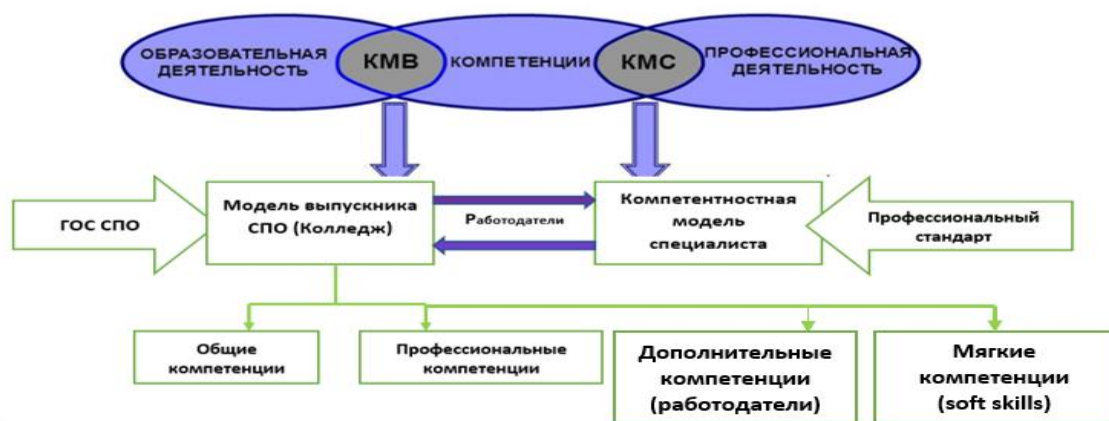 ОБРАЗОВАТЕЛЬНАЯ
ДЕЯТЕЛЬНОСТЬ
КМВ
КОМПЕТЕНЦИИ
КМС
ПРОФЕССИОНАЛЬНАЯ
ДЕЯТЕЛЬНОСТЬ
ГОС СПО
Модель выпускника
СПО (Колледж)
Работодатели
Компетентностная
модель
специалиста
Профессиональный
стандарт
Общие
компетенции
Профессиональные
компетенции
Дополнительные
компетенции
(работодатели)
Мягкие
компетенции
(soft skills)